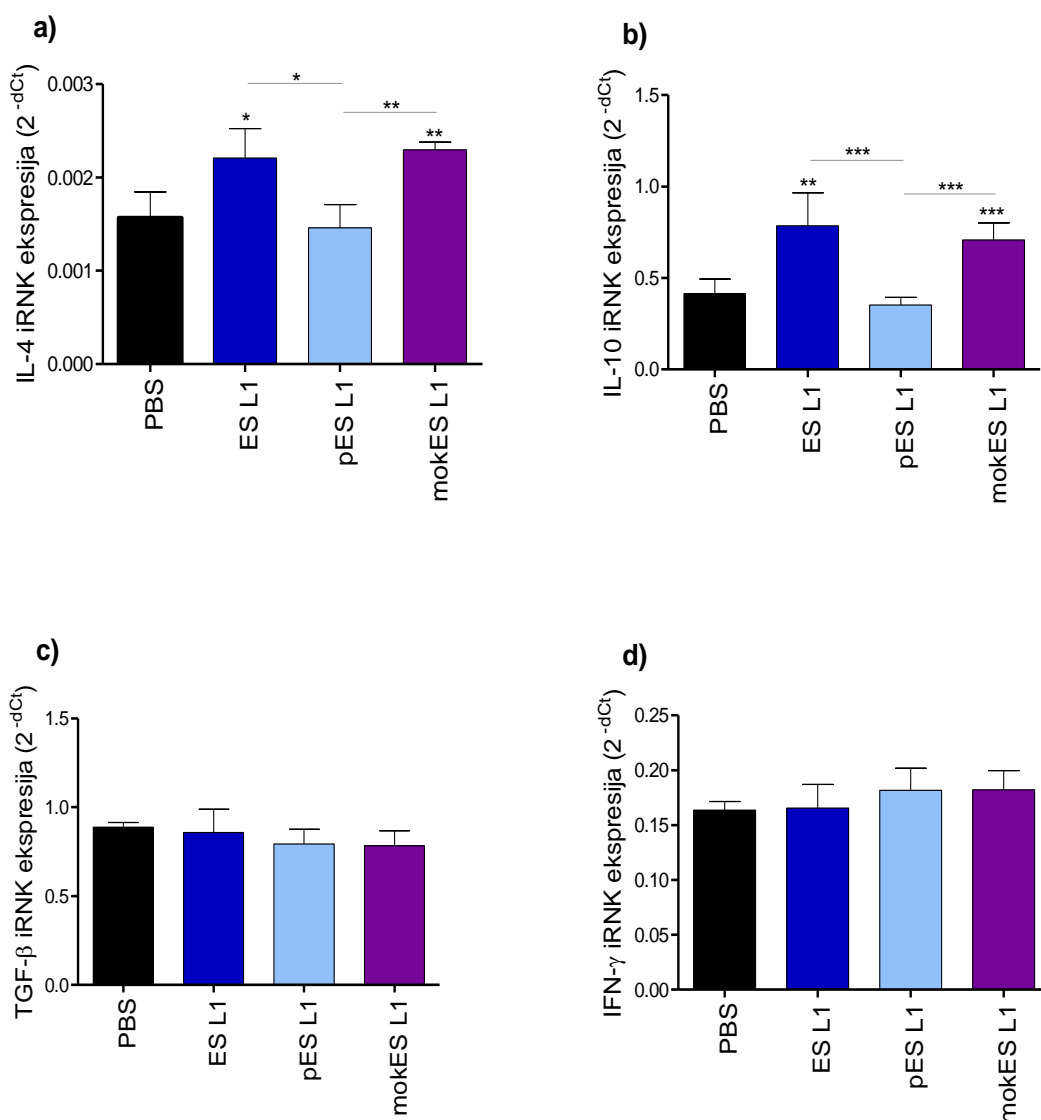 a)
IL-4 iRNK ekspresija (2^-dCt)
0.003
0.002
0.001
0.000
*
*
**
**
PBS
ES L1
pES L1
mokES L1
b)
IL-10 iRNK ekspresija (2^-dCt)
1.5
1.0
0.5
0.0
***
**
***
***
PBS
ES L1
pES L1
mokES L1
c)
TGF-β iRNK ekspresija (2^-dCt)
1.5
1.0
0.5
0.0
PBS
ES L1
pES L1
mokES L1
d)
IFN-γ iRNK ekspresija (2^-dCt)
0.25
0.20
0.15
0.10
0.05
0.00
PBS
ES L1
pES L1
mokES L1